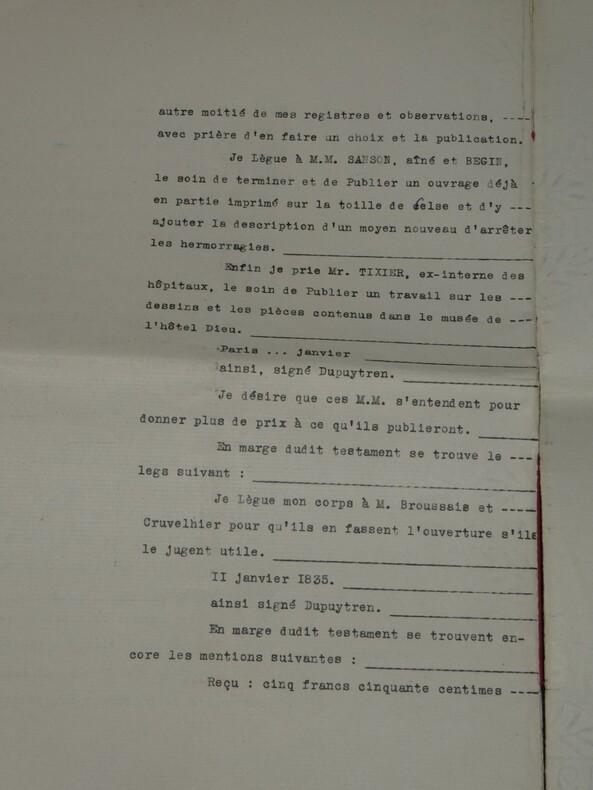 autre moitié de mes registres et observations, ----
avec prière d'en faire un choix et la publication.
Je Lègue à M.M. SANSON, aîné et BEGIN,
le soin de terminer et de Publier un ouvrage déjà -
en partie imprimé sur la toille de Celse et d'y ---
ajouter la description d'un moyen nouveau d'arrêter
les hermorragies.
Enfin je prie Mr. TIXIER, ex-interne des
hôpitaux, le soin de Publier un travail sur les ---
dessins et les pièces contenus dans le musée de ---
l'hôtel Dieu.
Paris ... janvier
ainsi, signé Dupuytren.
Je désire que ces M.M. s'entendent pour
donner plus de prix à ce qu'ils publieront.
En marge dudit testament se trouve le ---
legs suivant :
Je Lègue mon corps à M. Broussais et ----
Cruvelhier pour qu'ils en fassent l'ouverture s'ils
le jugent utile.
II janvier I835.
ainsi signé Dupuytren.
En marge dudit testament se trouvent en-
core les mentions suivantes :
Reçu : cinq francs cinquante centimes ---